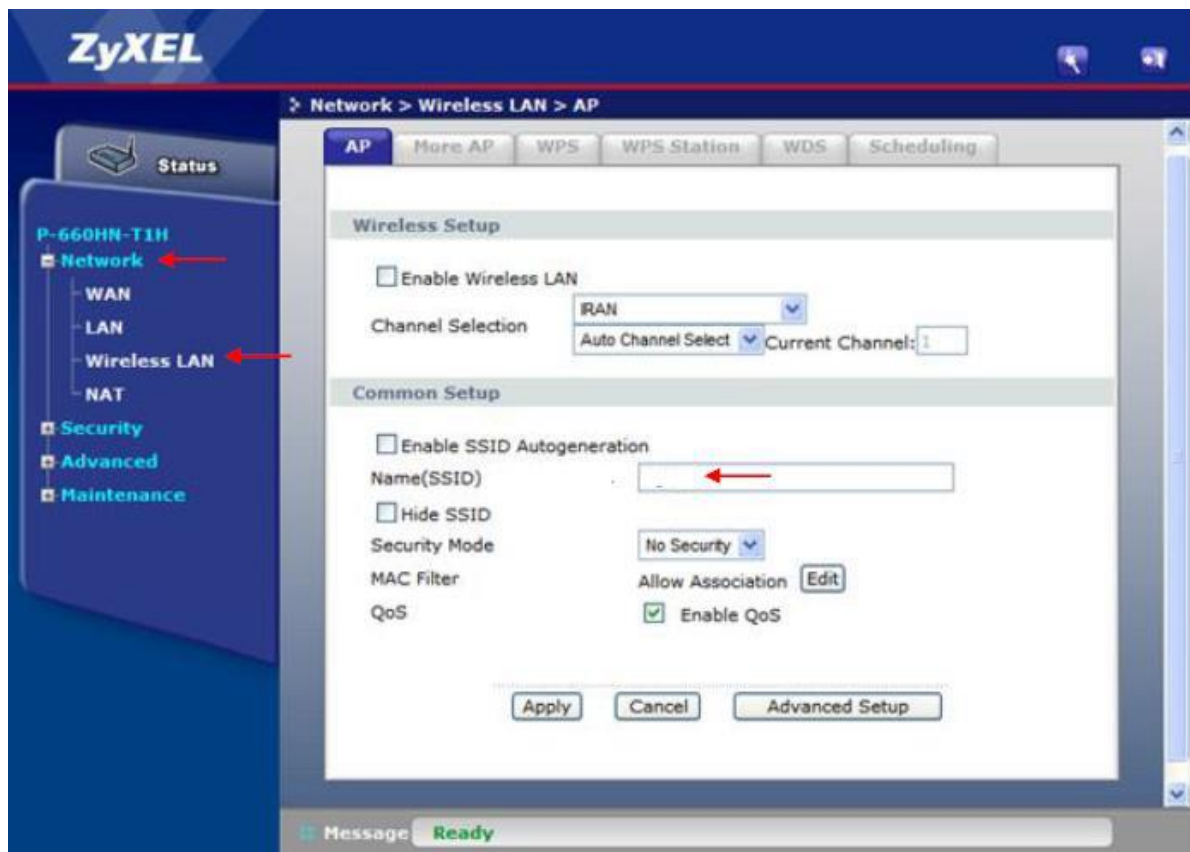 ZyXEL
Network > Wireless LAN > AP
Status
P-660HN-T1H
Network
WAN
LAN
Wireless LAN
NAT
Security
Advanced
Maintenance
AP More AP WPS WPS Station WDS Scheduling
Wireless Setup
Enable Wireless LAN
Channel Selection
IRAN
Auto Channel Select Current Channel: 1
Common Setup
Enable SSID Autogeneration
Name(SSID)
Hide SSID
Security Mode No Security
MAC Filter Allow Association Edit
QoS Enable QoS
Apply Cancel Advanced Setup
Message Ready